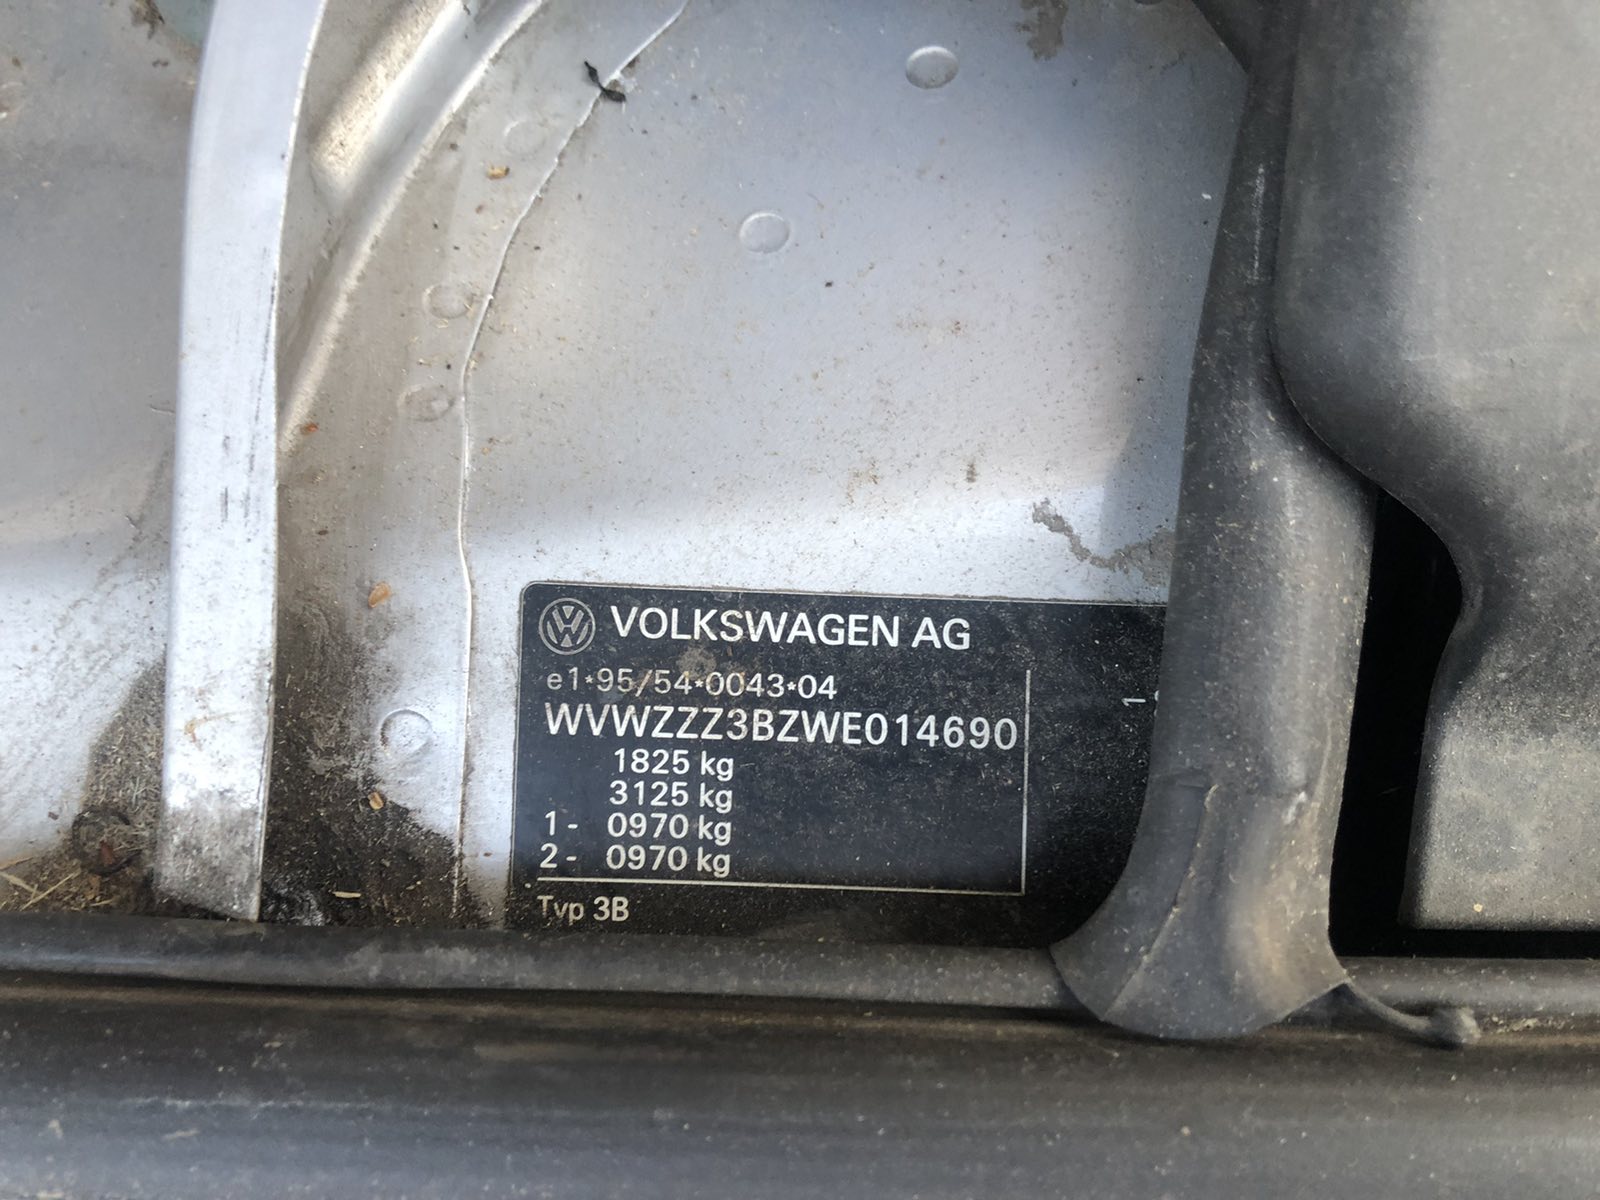 VOLKSWAGEN AG
e1*95/54*0043*04
WVWZZZ3BZWE014690
1825 kg
3125 kg
1- 0970 kg
2- 0970 kg
Typ 3B